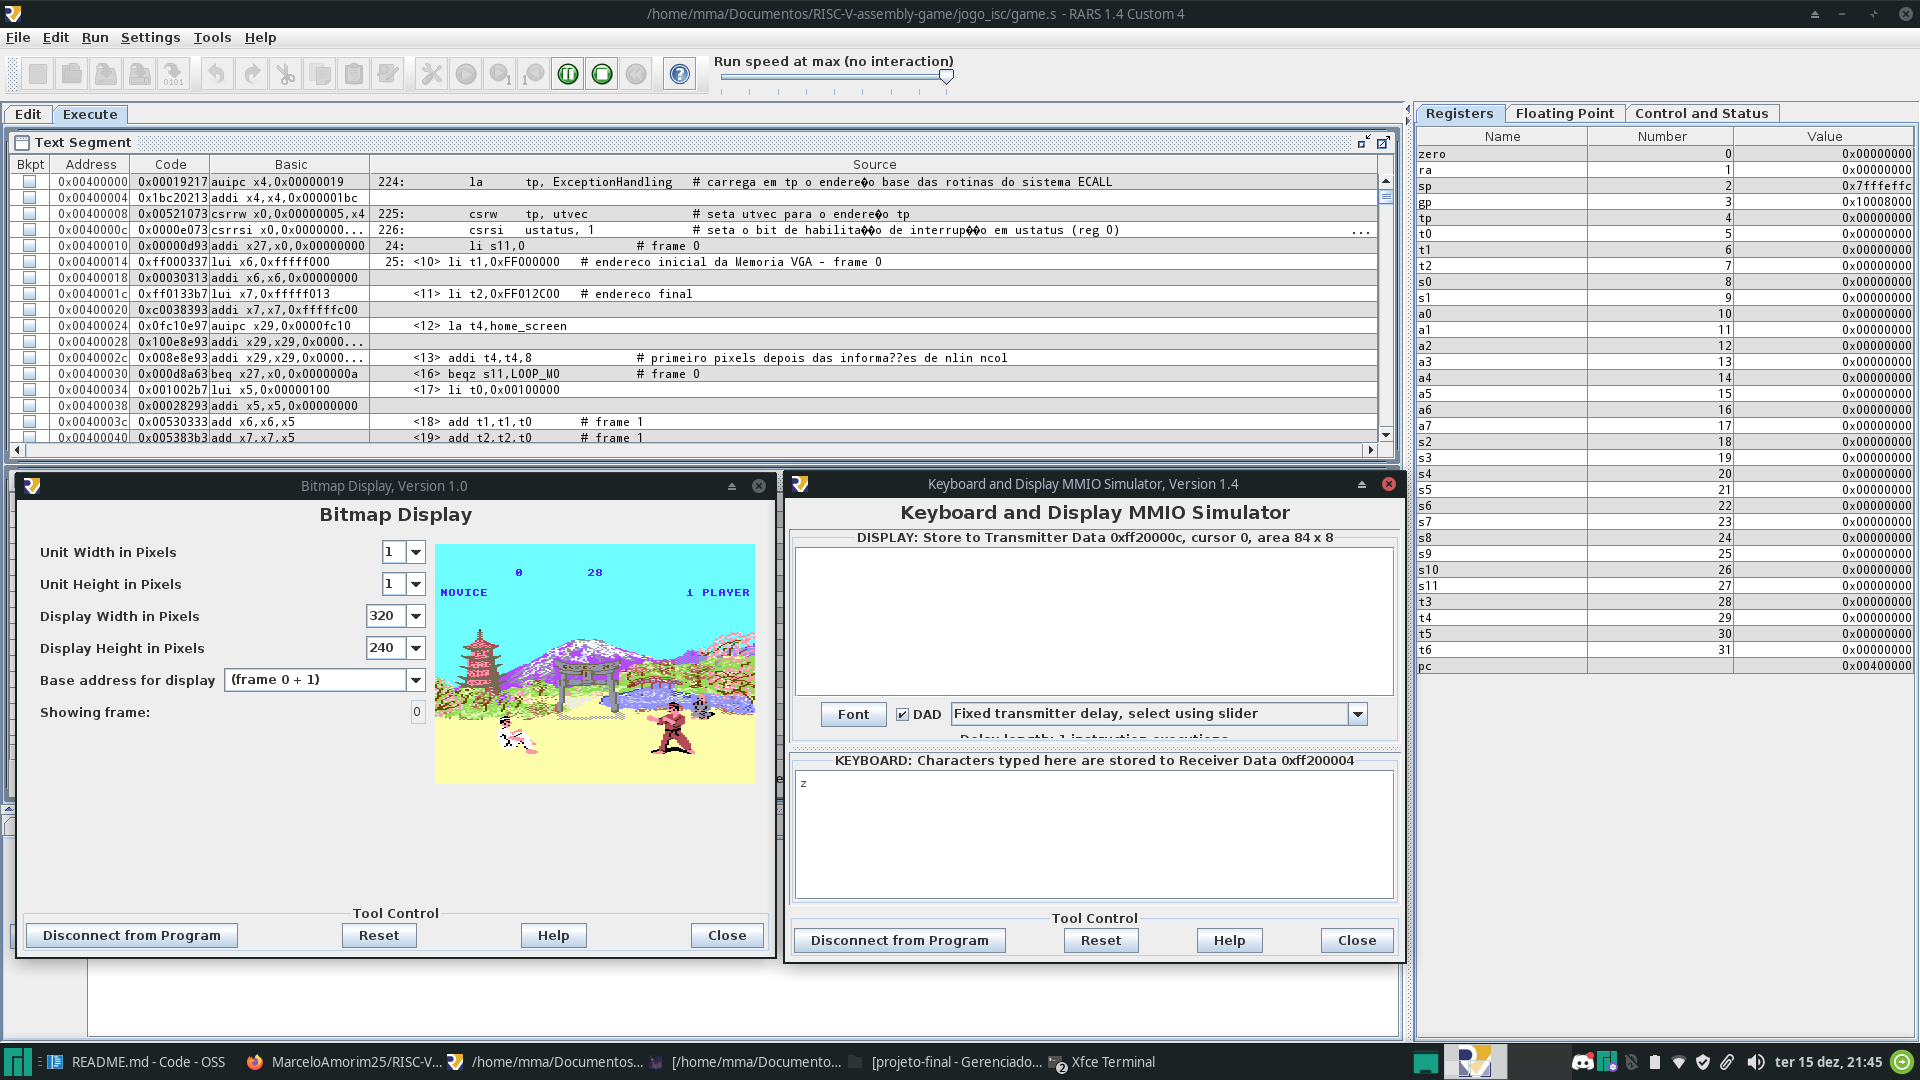 /home/mma/Documentos/RISC-V-assembly-game/jogo_isc/game.s - RARS 1.4 Custom 4
File Edit Run Settings Tools Help
Run speed at max (no interaction)
Edit Execute
Text Segment
Bkpt Address Code Basic Source
0x00400000 0x00019217 auipc x4,0x00000019 224: la tp, ExceptionHandling # carrega em tp o endere�o base das rotinas do sistema ECALL
0x00400004 0x1bc20213 addi x4,x4,0x000001bc
0x00400008 0x00521073 csrrw x0,0x00000005,x4 225: csrw tp, utvec # seta utvec para o endere�o tp
0x0040000c 0x0000e073 csrrsi x0,0x0000000... 226: csrsi ustatus, 1 # seta o bit de habilita��o de interrup��o em ustatus (reg 0) ...
0x00400010 0x00000d93 addi x27,x0,0x00000000 24: li s11,0 # frame 0
0x00400014 0xff000337 lui x6,0xfffff000 25: <10> li t1,0xFF000000 # endereco inicial da Memoria VGA - frame 0
0x00400018 0x00030313 addi x6,x6,0x00000000
0x0040001c 0xff0133b7 lui x7,0xfffff013 <11> li t2,0xFF012C00 # endereco final
0x00400020 0xc0038393 addi x7,x7,0xfffffc00
0x00400024 0x0fc10e97 auipc x29,0x0000fc10 <12> la t4,home_screen
0x00400028 0x100e8e93 addi x29,x29,0x0000...
0x0040002c 0x008e8e93 addi x29,x29,0x0000... <13> addi t4,t4,8 # primeiro pixels depois das informa??es de nlin ncol
0x00400030 0x000d8a63 beq x27,x0,0x0000000a <16> beqz s11,LOOP_M0 # frame 0
0x00400034 0x001002b7 lui x5,0x00000100 <17> li t0,0x00100000
0x00400038 0x00028293 addi x5,x5,0x00000000
0x0040003c 0x00530333 add x6,x6,x5 <18> add t1,t1,t0 # frame 1
0x00400040 0x005383b3 add x7,x7,x5 <19> add t2,t2,t0 # frame 1
Registers Floating Point Control and Status
Name Number Value
zero 0 0x00000000
ra 1 0x00000000
sp 2 0x7fffeffc
gp 3 0x10008000
tp 4 0x00000000
t0 5 0x00000000
t1 6 0x00000000
t2 7 0x00000000
s0 8 0x00000000
s1 9 0x00000000
a0 10 0x00000000
a1 11 0x00000000
a2 12 0x00000000
a3 13 0x00000000
a4 14 0x00000000
a5 15 0x00000000
a6 16 0x00000000
a7 17 0x00000000
s2 18 0x00000000
s3 19 0x00000000
s4 20 0x00000000
s5 21 0x00000000
s6 22 0x00000000
s7 23 0x00000000
s8 24 0x00000000
s9 25 0x00000000
s10 26 0x00000000
s11 27 0x00000000
t3 28 0x00000000
t4 29 0x00000000
t5 30 0x00000000
t6 31 0x00000000
pc 0x00400000
Bitmap Display, Version 1.0
Bitmap Display
Unit Width in Pixels 1
Unit Height in Pixels 1
Display Width in Pixels 320
Display Height in Pixels 240
Base address for display (frame 0 + 1)
Showing frame: 0
0 28
NOVICE 1 PLAYER
Tool Control
Disconnect from Program Reset Help Close
Keyboard and Display MMIO Simulator, Version 1.4
Keyboard and Display MMIO Simulator
DISPLAY: Store to Transmitter Data 0xff20000c, cursor 0, area 84 x 8
Font DAD Fixed transmitter delay, select using slider
Delay length: 1 instruction executions
KEYBOARD: Characters typed here are stored to Receiver Data 0xff200004
z
Tool Control
Disconnect from Program Reset Help Close
README.md - Code - OSS MarceloAmorim25/RISC-V... /home/mma/Documentos... [/home/mma/Documento... [projeto-final - Gerenciado... 2 Xfce Terminal ter 15 dez, 21:45